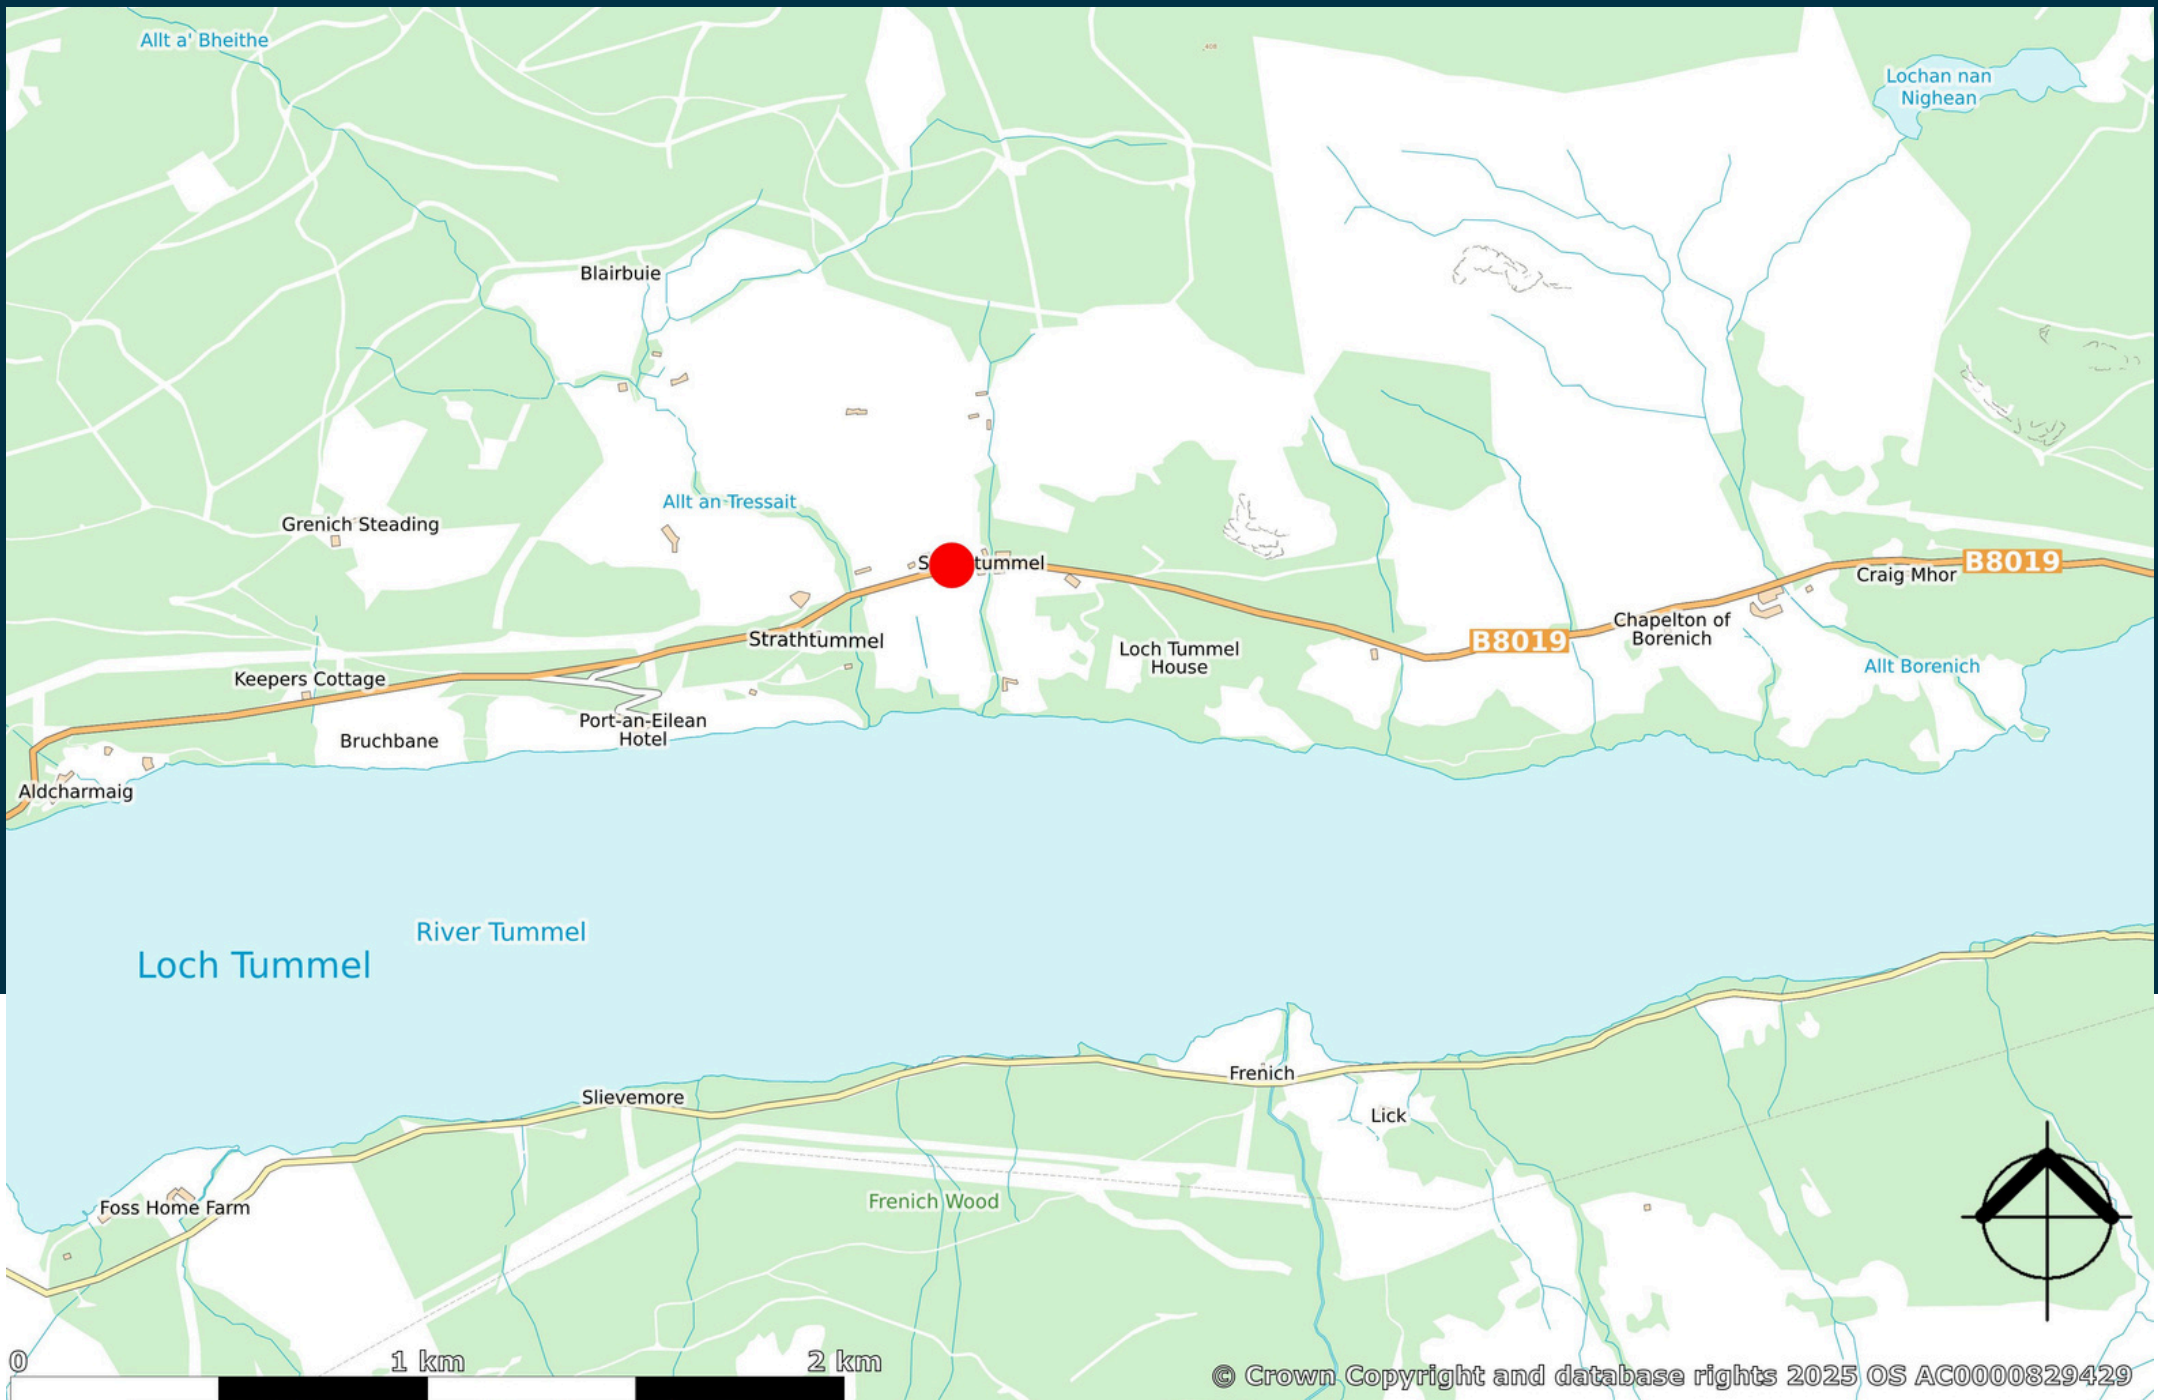 Allt a' Bheithe
408
Lochan nan
Nighean
Blairbuie
Allt an Tressait
Grenich Steading
tummel
B8019
Craig Mhor
B8019
Chapelton of
Borenich
Strathtummel
Loch Tummel
House
Allt Borenich
Keepers Cottage
Port-an-Eilean
Hotel
Bruchbane
Aldcharmaig
River Tummel
Loch Tummel
Frenich
Slievemore
Lick
Frenich Wood
Foss Home Farm
0
1 km
2 km
© Crown Copyright and database rights 2025 OS AC0000829429